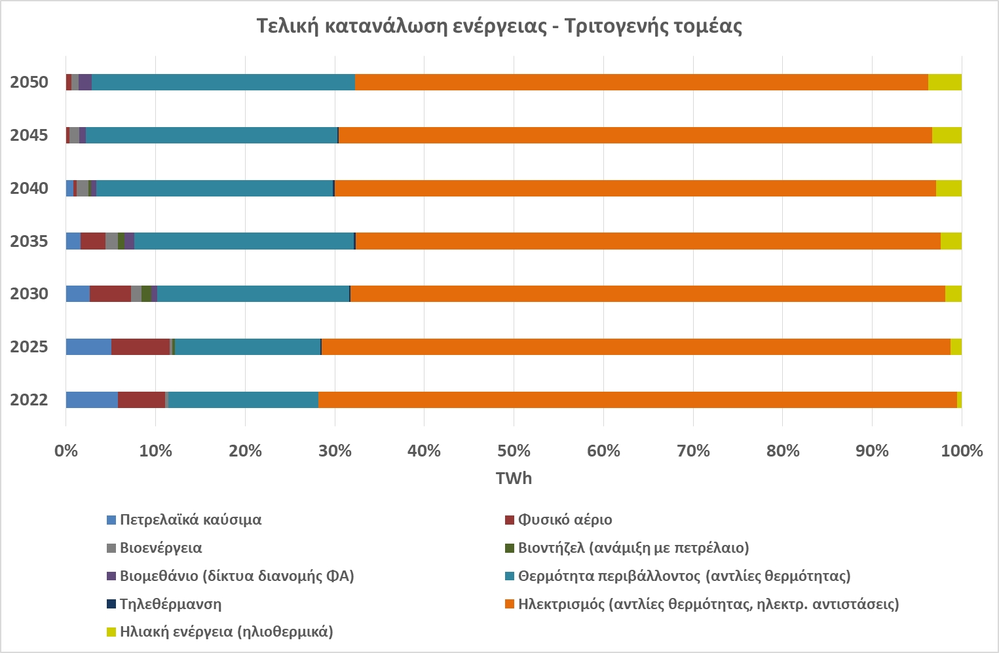 Τελική κατανάλωση ενέργειας - Τριτογενής τομέας
2050
2045
2040
2035
2030
2025
2022
0% 10% 20% 30% 40% 50% 60% 70% 80% 90% 100%
TWh
Πετρελαϊκά καύσιμα Φυσικό αέριο
Βιοενέργεια Βιοντήζελ (ανάμιξη με πετρέλαιο)
Βιομεθάνιο (δίκτυα διανομής ΦΑ) Θερμότητα περιβάλλοντος (αντλίες θερμότητας)
Τηλεθέρμανση Ηλεκτρισμός (αντλίες θερμότητας, ηλεκτρ. αντιστάσεις)
Ηλιακή ενέργεια (ηλιοθερμικά)